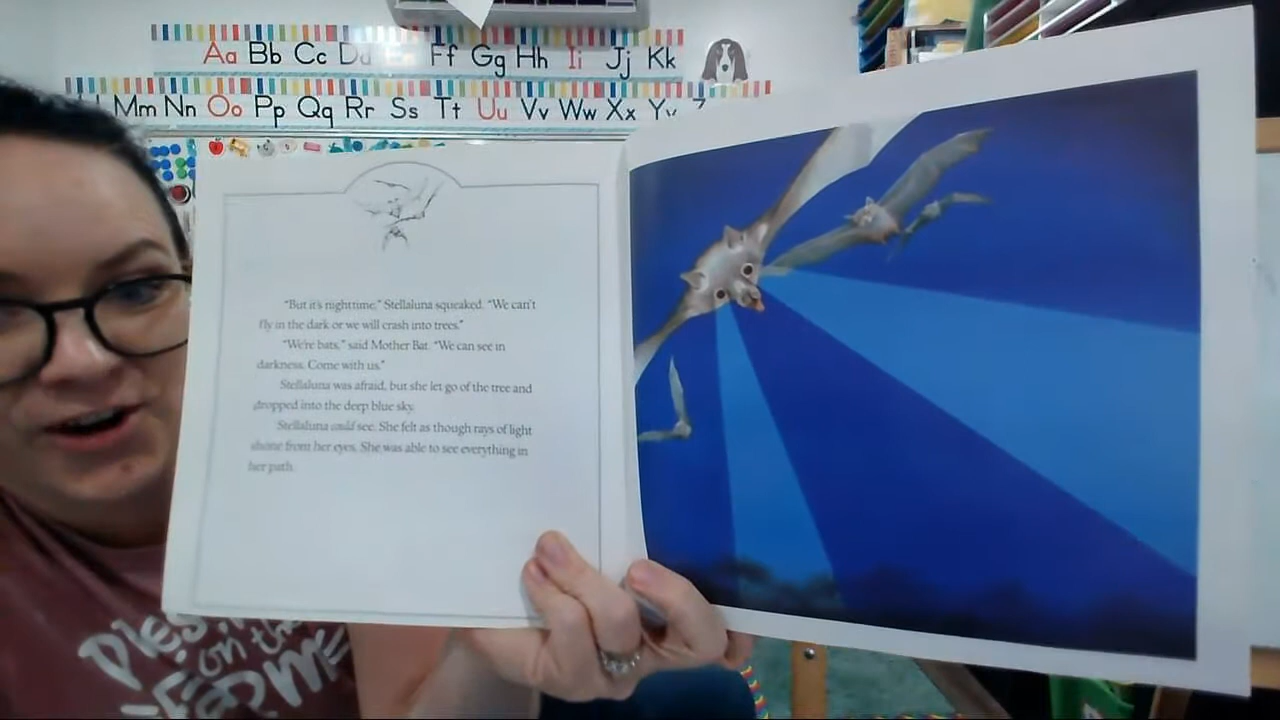 Aa Bb Cc Dd Ff Gg Hh Ii Jj Kk
Mm Nn Oo Pp Qq Rr Ss Tt Uu Vv Ww Xx Yy
"But it's nighttime," Stellaluna squeaked. "We can't
fly in the dark or we will crash into trees."
"We're bats," said Mother Bat. "We can see in
darkness. Come with us."
Stellaluna was afraid, but she let go of the tree and
dropped into the deep blue sky.
Stellaluna could see. She felt as though rays of light
shone from her eyes. She was able to see everything in
her path.
on the
FARM